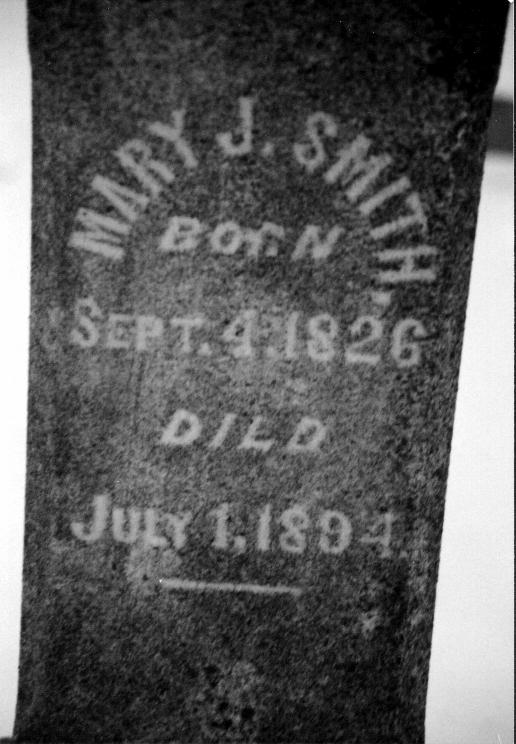 MARY J. SMITH.
BORN
SEPT. 4, 1826
DIED
JULY 1, 1894.